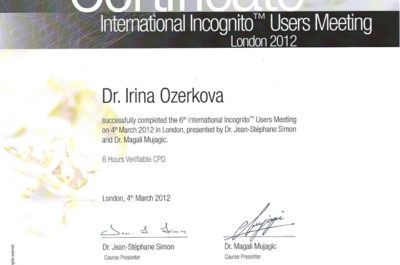 Certificate
International Incognito™ Users Meeting
London 2012
Dr. Irina Ozerkova
successfully completed the 6th International Incognito™ Users Meeting
on 4th March 2012 in London, presented by Dr. Jean-Stéphane Simon
and Dr. Magali Mujagic.
6 Hours Verifiable CPD
London, 4th March 2012
Dr. Jean-Stéphane Simon
Course Presenter
Dr. Magali Mujagic
Course Presenter